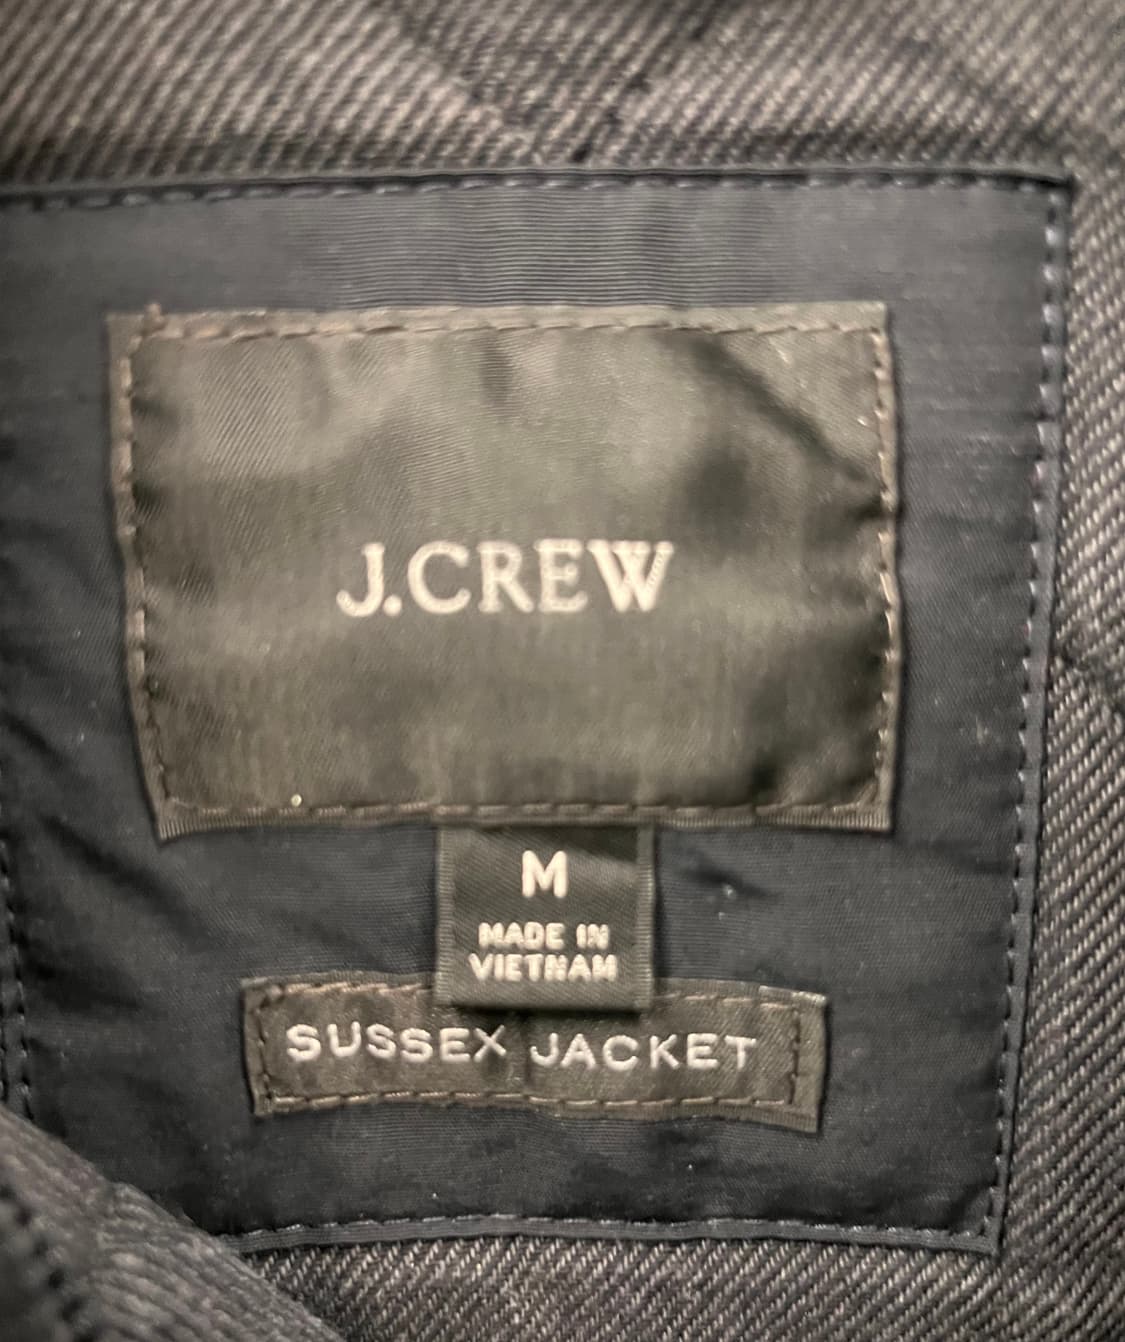 J.CREW
M
MADE IN
VIETNAM
SUSSEX JACKET